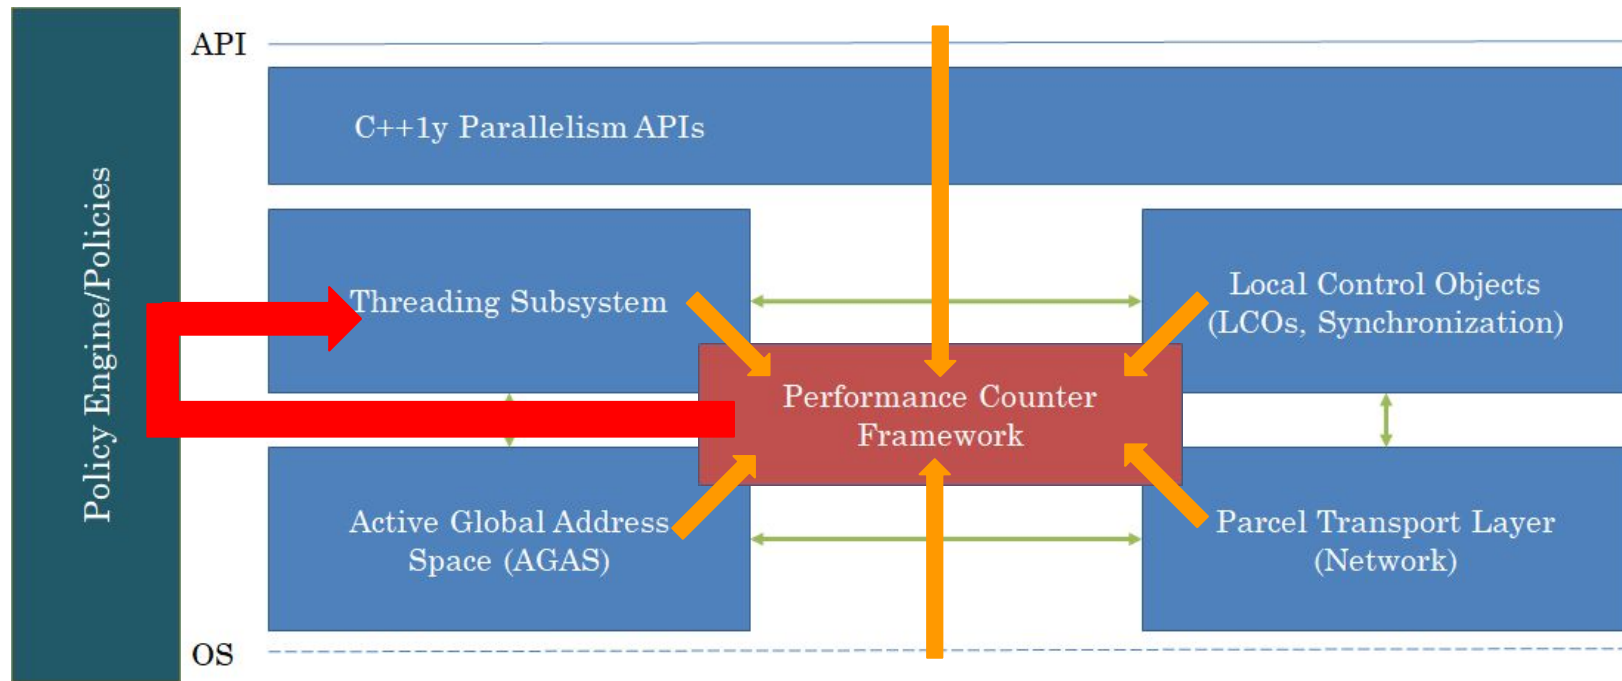 Policy Engine/Policies
API
C++1y Parallelism APIs
Threading Subsystem
Local Control Objects
(LCOs, Synchronization)
Performance Counter
Framework
Active Global Address
Space (AGAS)
Parcel Transport Layer
(Network)
OS